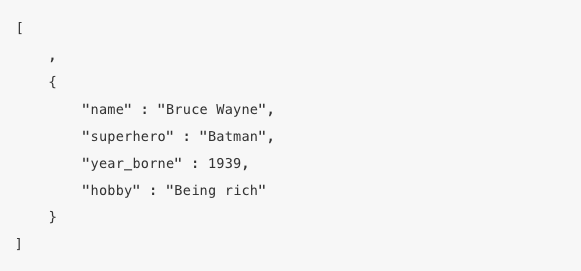 [
    ,
    {
        "name" : "Bruce Wayne",
        "superhero" : "Batman",
        "year_borne" : 1939,
        "hobby" : "Being rich"
    }
]